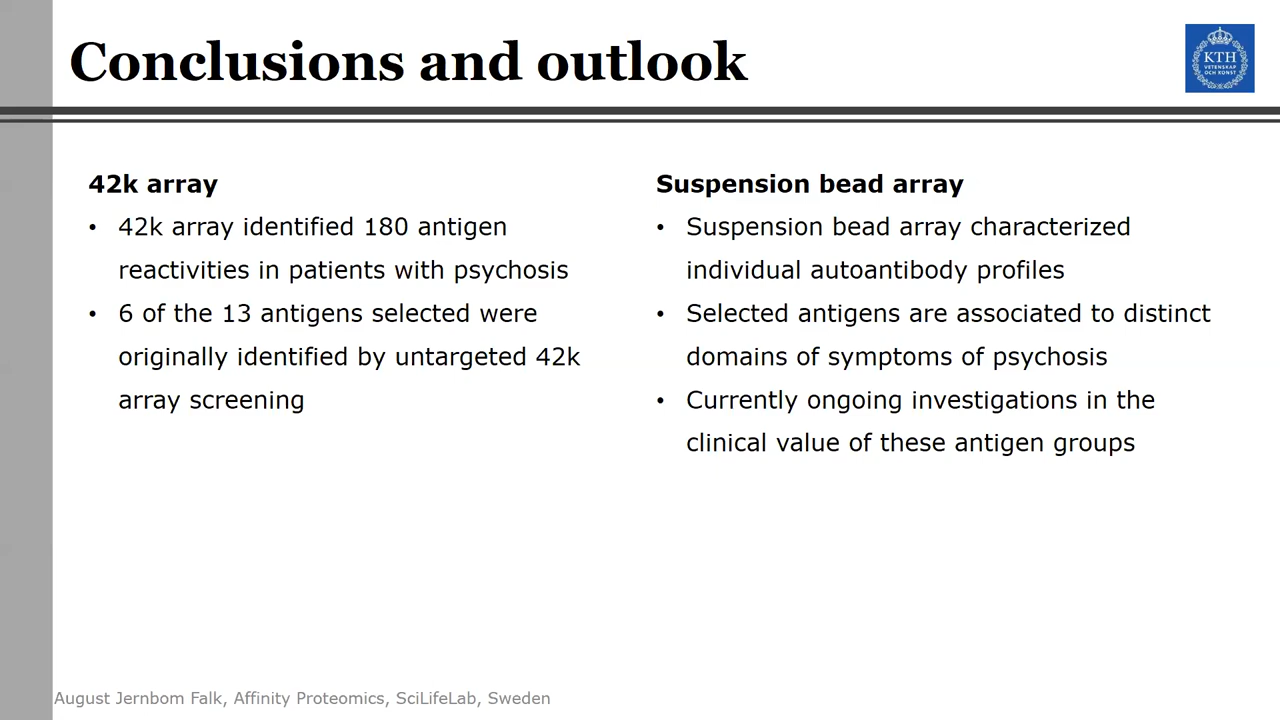 Conclusions and outlook
KTH
VETENSKAP
OCH KONST
42k array
• 42k array identified 180 antigen
reactivities in patients with psychosis
• 6 of the 13 antigens selected were
originally identified by untargeted 42k
array screening
Suspension bead array
• Suspension bead array characterized
individual autoantibody profiles
• Selected antigens are associated to distinct
domains of symptoms of psychosis
• Currently ongoing investigations in the
clinical value of these antigen groups
August Jernbom Falk, Affinity Proteomics, SciLifeLab, Sweden